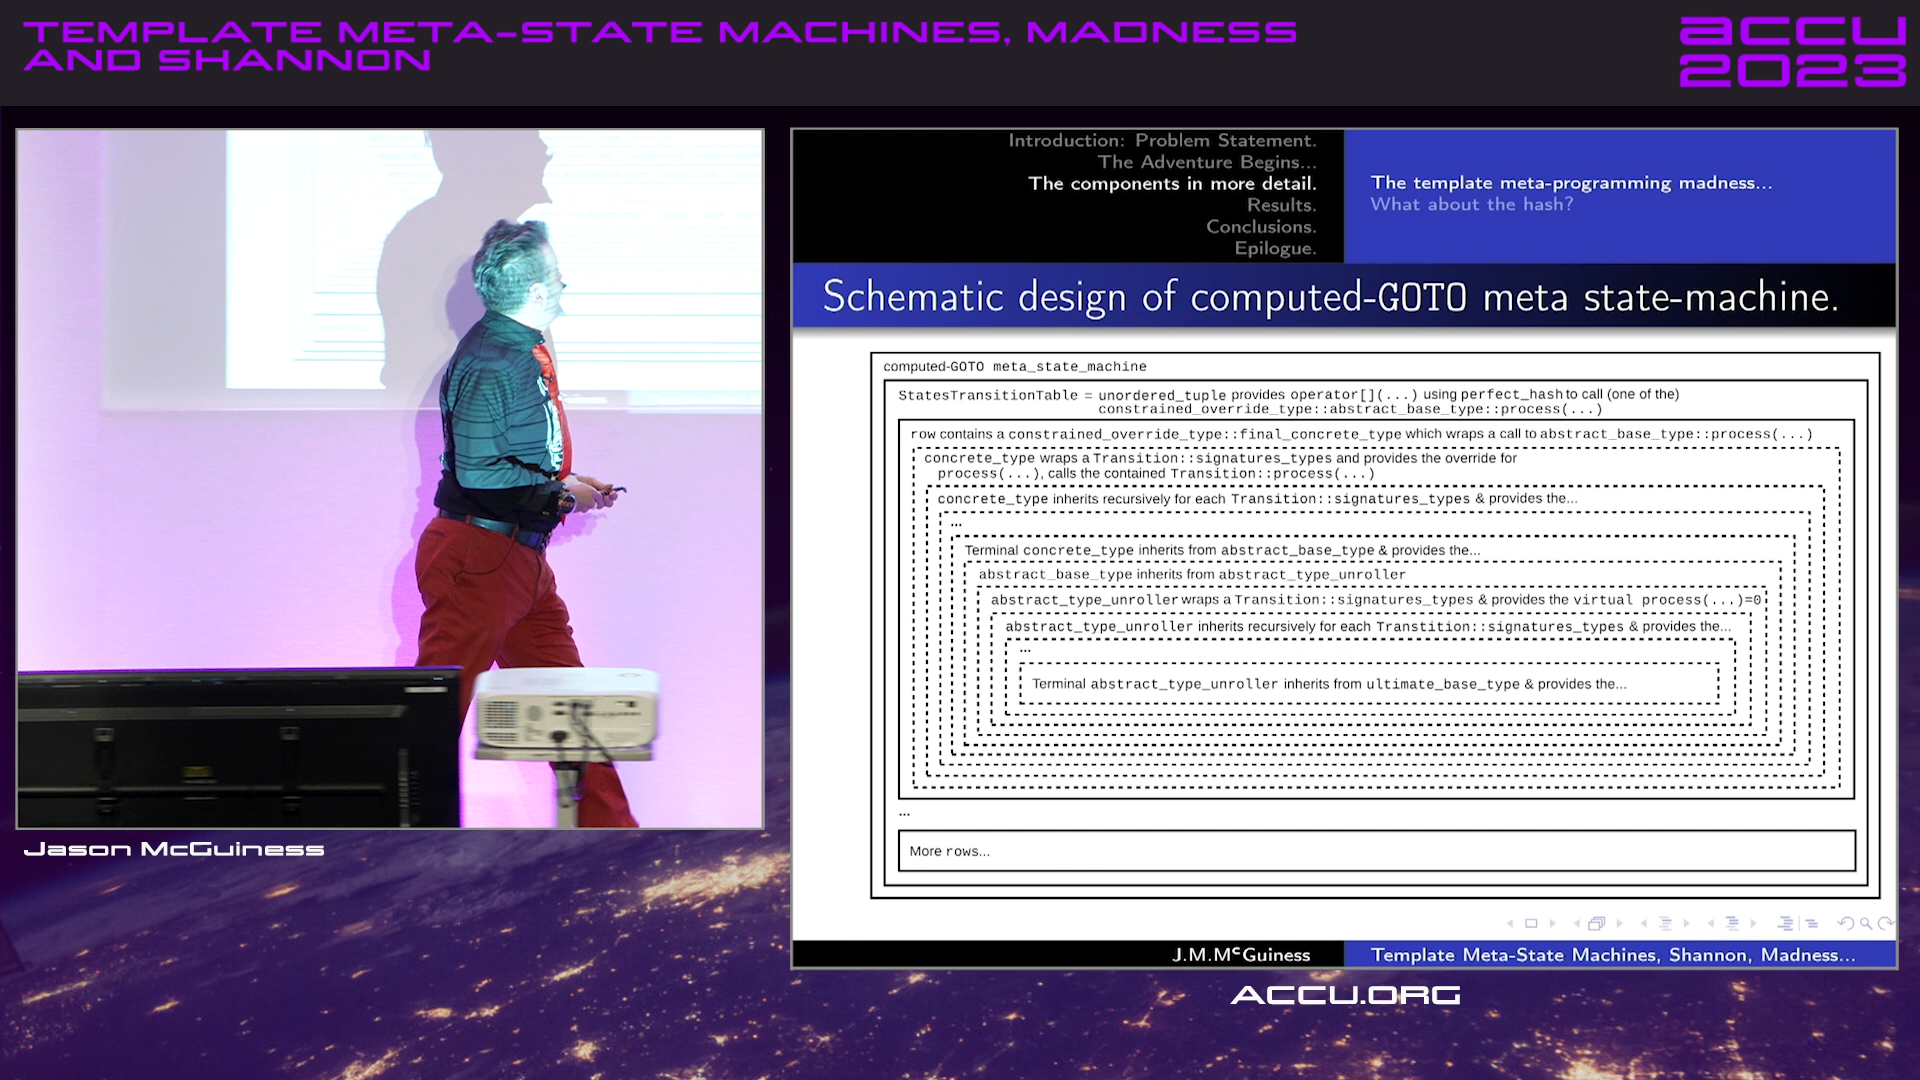 TEMPLATE META-STATE MACHINES, MADNESS
AND SHANNON
accu
2023
Introduction: Problem Statement.
The Adventure Begins...
The components in more detail.
Results.
Conclusions.
Epilogue.
The template meta-programming madness...
What about the hash?
Schematic design of computed-GOTO meta state-machine.
computed-GOTO meta_state_machine
StatesTransitionTable = unordered_tuple provides operator[](...) using perfect_hash to call (one of the)
constrained_override_type::abstract_base_type::process(...)
row contains a constrained_override_type::final_concrete_type which wraps a call to abstract_base_type::process(...)
concrete_type wraps a Transition::signatures_types and provides the override for
process(...), calls the contained Transition::process(...)
concrete_type inherits recursively for each Transition::signatures_types & provides the...
...
Terminal concrete_type inherits from abstract_base_type & provides the...
abstract_base_type inherits from abstract_type_unroller
abstract_type_unroller wraps a Transition::signatures_types & provides the virtual process(...)=0
abstract_type_unroller inherits recursively for each Transtition::signatures_types & provides the...
...
Terminal abstract_type_unroller inherits from ultimate_base_type & provides the...
...
More rows...
J.M.McGuiness
Template Meta-State Machines, Shannon, Madness...
Jason McGuiness
ACCU.ORG